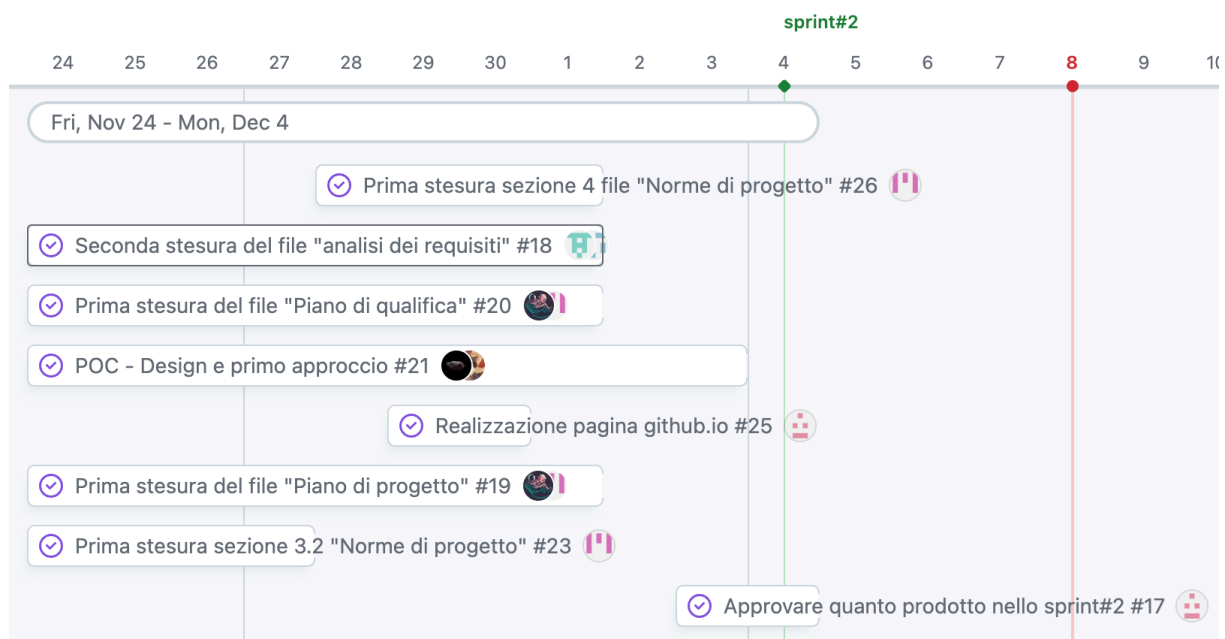 sprint#2
24 25 26 27 28 29 30 1 2 3 4 5 6 7 8 9 10
Fri, Nov 24 - Mon, Dec 4
Prima stesura sezione 4 file "Norme di progetto" #26
Seconda stesura del file "analisi dei requisiti" #18
Prima stesura del file "Piano di qualifica" #20
POC - Design e primo approccio #21
Realizzazione pagina github.io #25
Prima stesura del file "Piano di progetto" #19
Prima stesura sezione 3.2 "Norme di progetto" #23
Approvare quanto prodotto nello sprint#2 #17